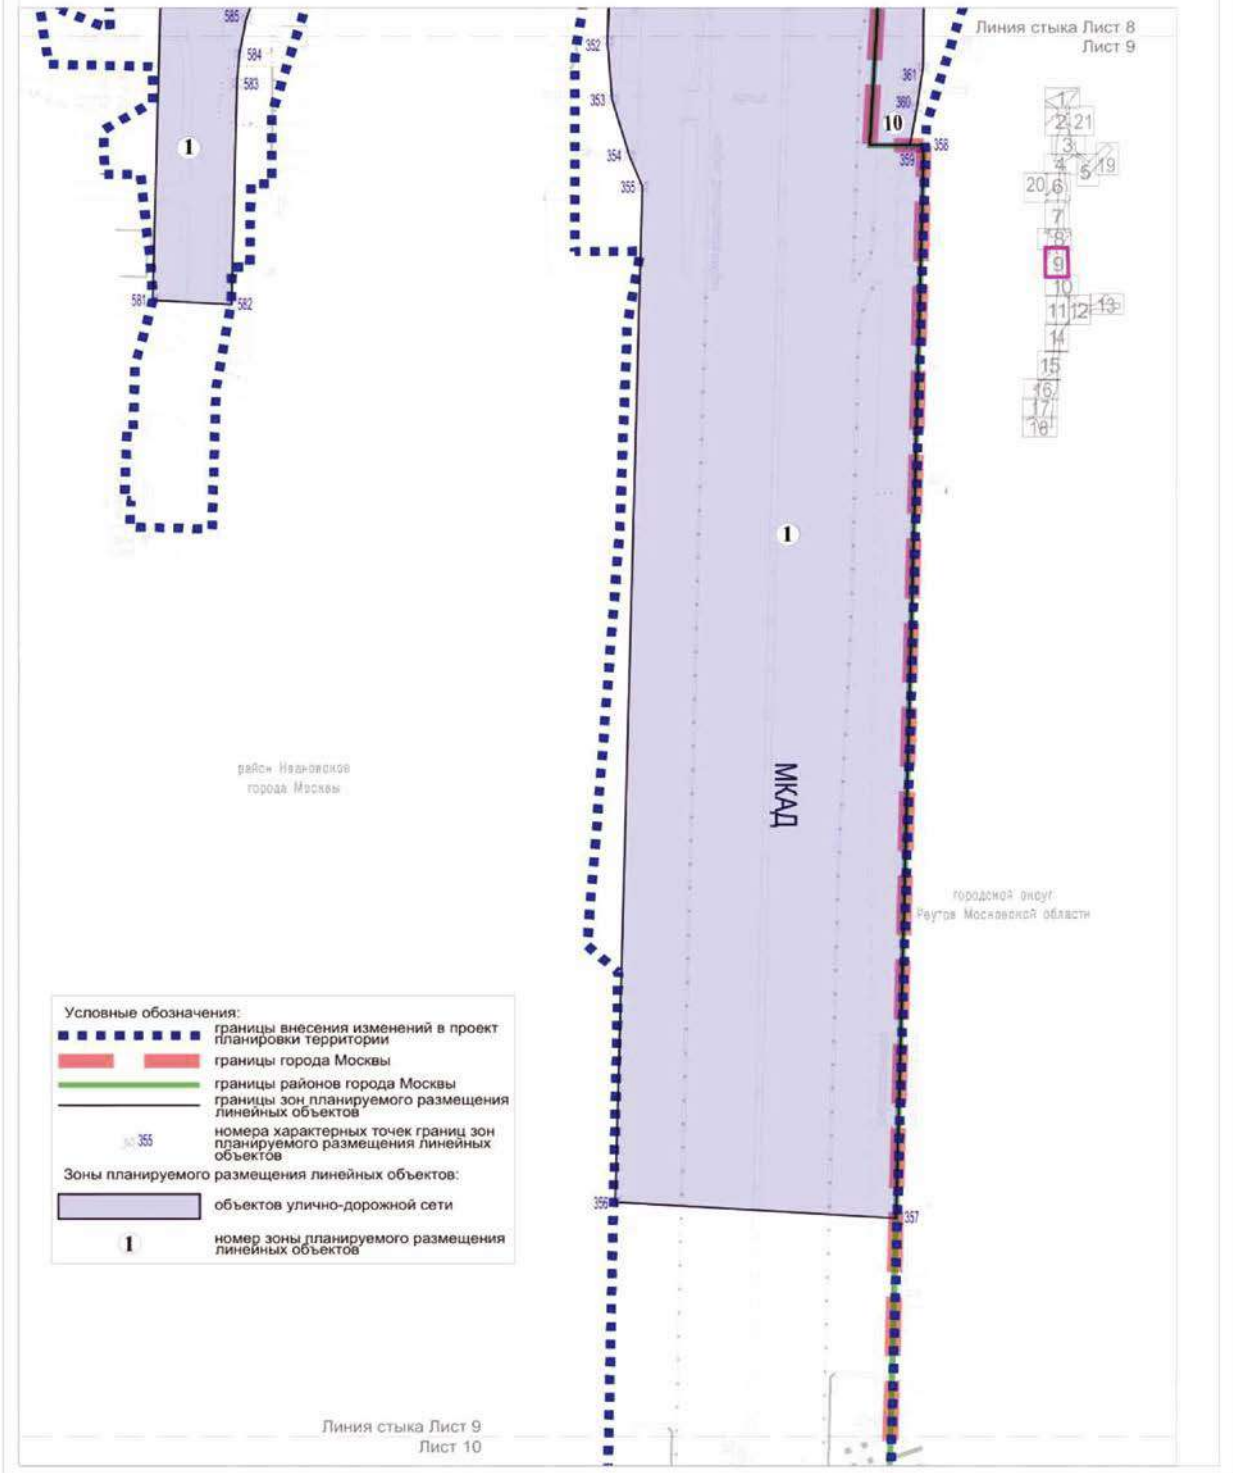 Линия стыка Лист 8
Лист 9
585
584
583
1
581
582
352
353
354
355
361
360
10
359
358
1
2 21
3
4 5 19
20 6
7
8
9
10
11 12 13
14
15
16
17
18
1
МКАД
район Ивановское
города Москвы
городской округ
Реутов Московской области
Условные обозначения:
границы внесения изменений в проект
планировки территории
границы города Москвы
границы районов города Москвы
границы зон планируемого размещения
линейных объектов
355
номера характерных точек границ зон
планируемого размещения линейных
объектов
Зоны планируемого размещения линейных объектов:
объектов улично-дорожной сети
1
номер зоны планируемого размещения
линейных объектов
356
357
Линия стыка Лист 9
Лист 10